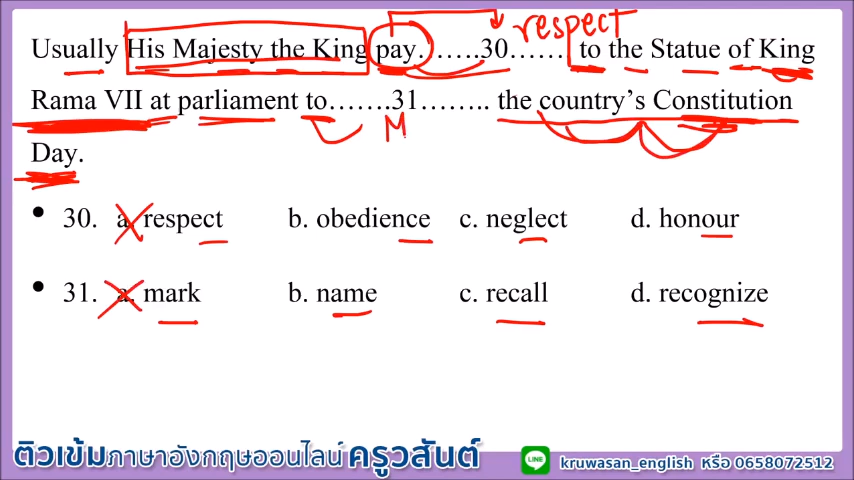 respect
Usually His Majesty the King pay. .....30...... to the Statue of King
Rama VII at parliament to.......31........ the country's Constitution
M
Day.
• 30. a. respect b. obedience c. neglect d. honour
• 31. a. mark b. name c. recall d. recognize
ติวเข้มภาษาอังกฤษออนไลน์ ครูวสันต์
LINE kruwasan_english หรือ 0658072512